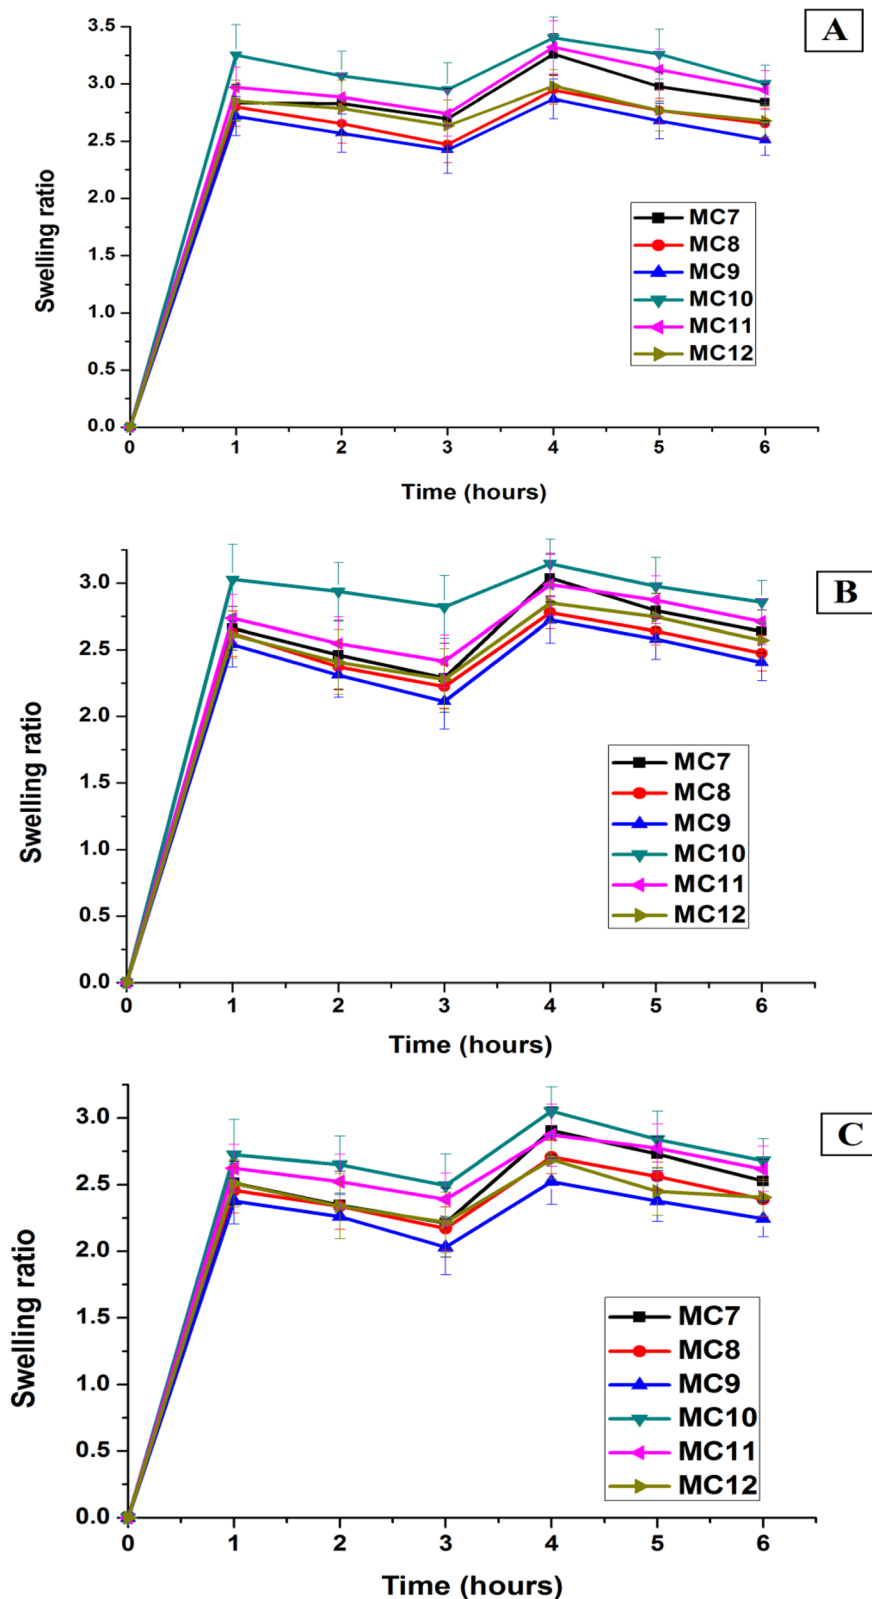 A
3.5
3.0
2.5
2.0
1.5
1.0
0.5
0.0
Swelling ratio
MC7
MC8
MC9
MC10
MC11
MC12
0 1 2 3 4 5 6
Time (hours)
B
3.0
2.5
2.0
1.5
1.0
0.5
0.0
Swelling ratio
MC7
MC8
MC9
MC10
MC11
MC12
0 1 2 3 4 5 6
Time (hours)
C
3.0
2.5
2.0
1.5
1.0
0.5
0.0
Swelling ratio
MC7
MC8
MC9
MC10
MC11
MC12
0 1 2 3 4 5 6
Time (hours)